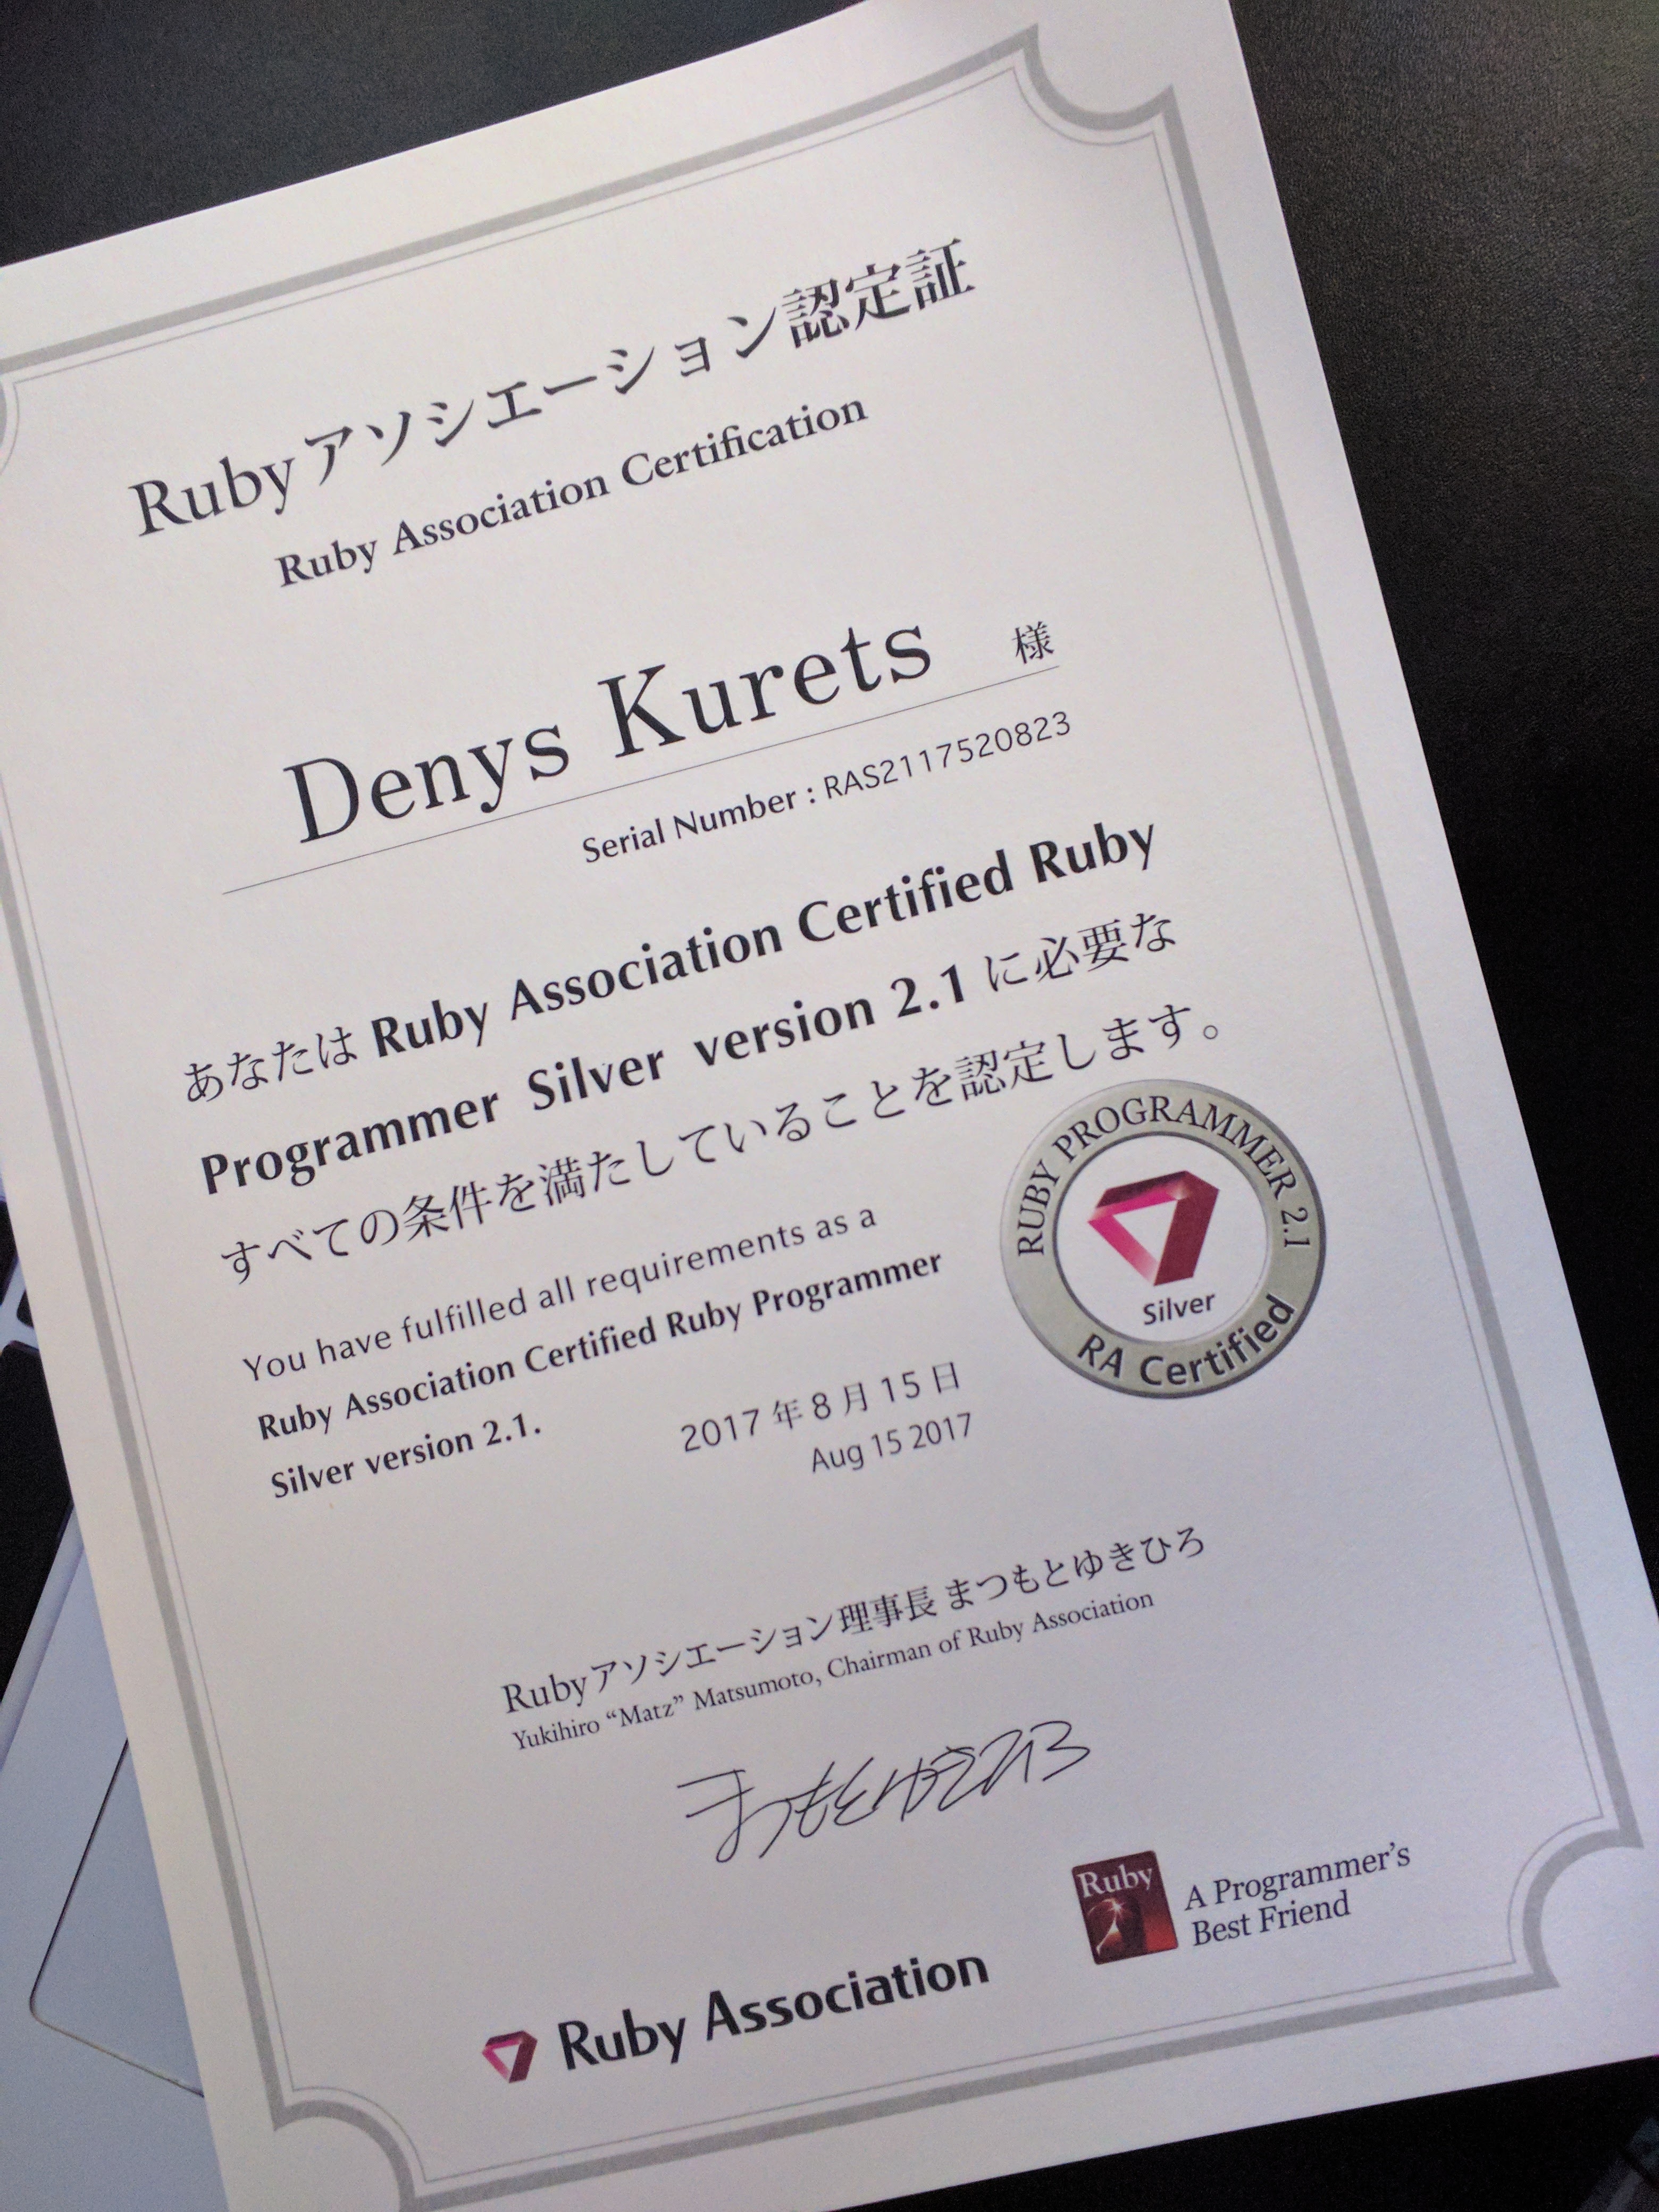 Rubyアソシエーション認定証
Ruby Association Certification
Denys Kurets 様
Serial Number : RAS2117520823
あなたは Ruby Association Certified Ruby
Programmer Silver version 2.1 に必要な
すべての条件を満たしていることを認定します。
You have fulfilled all requirements as a
Ruby Association Certified Ruby Programmer
Silver version 2.1.
RUBY PROGRAMMER 2.1
Silver
RA Certified
2017 年 8 月 15 日
Aug 15 2017
Rubyアソシエーション理事長 まつもとゆきひろ
Yukihiro “Matz” Matsumoto, Chairman of Ruby Association
まつもとゆきひろ
Ruby
A Programmer's
Best Friend
Ruby Association